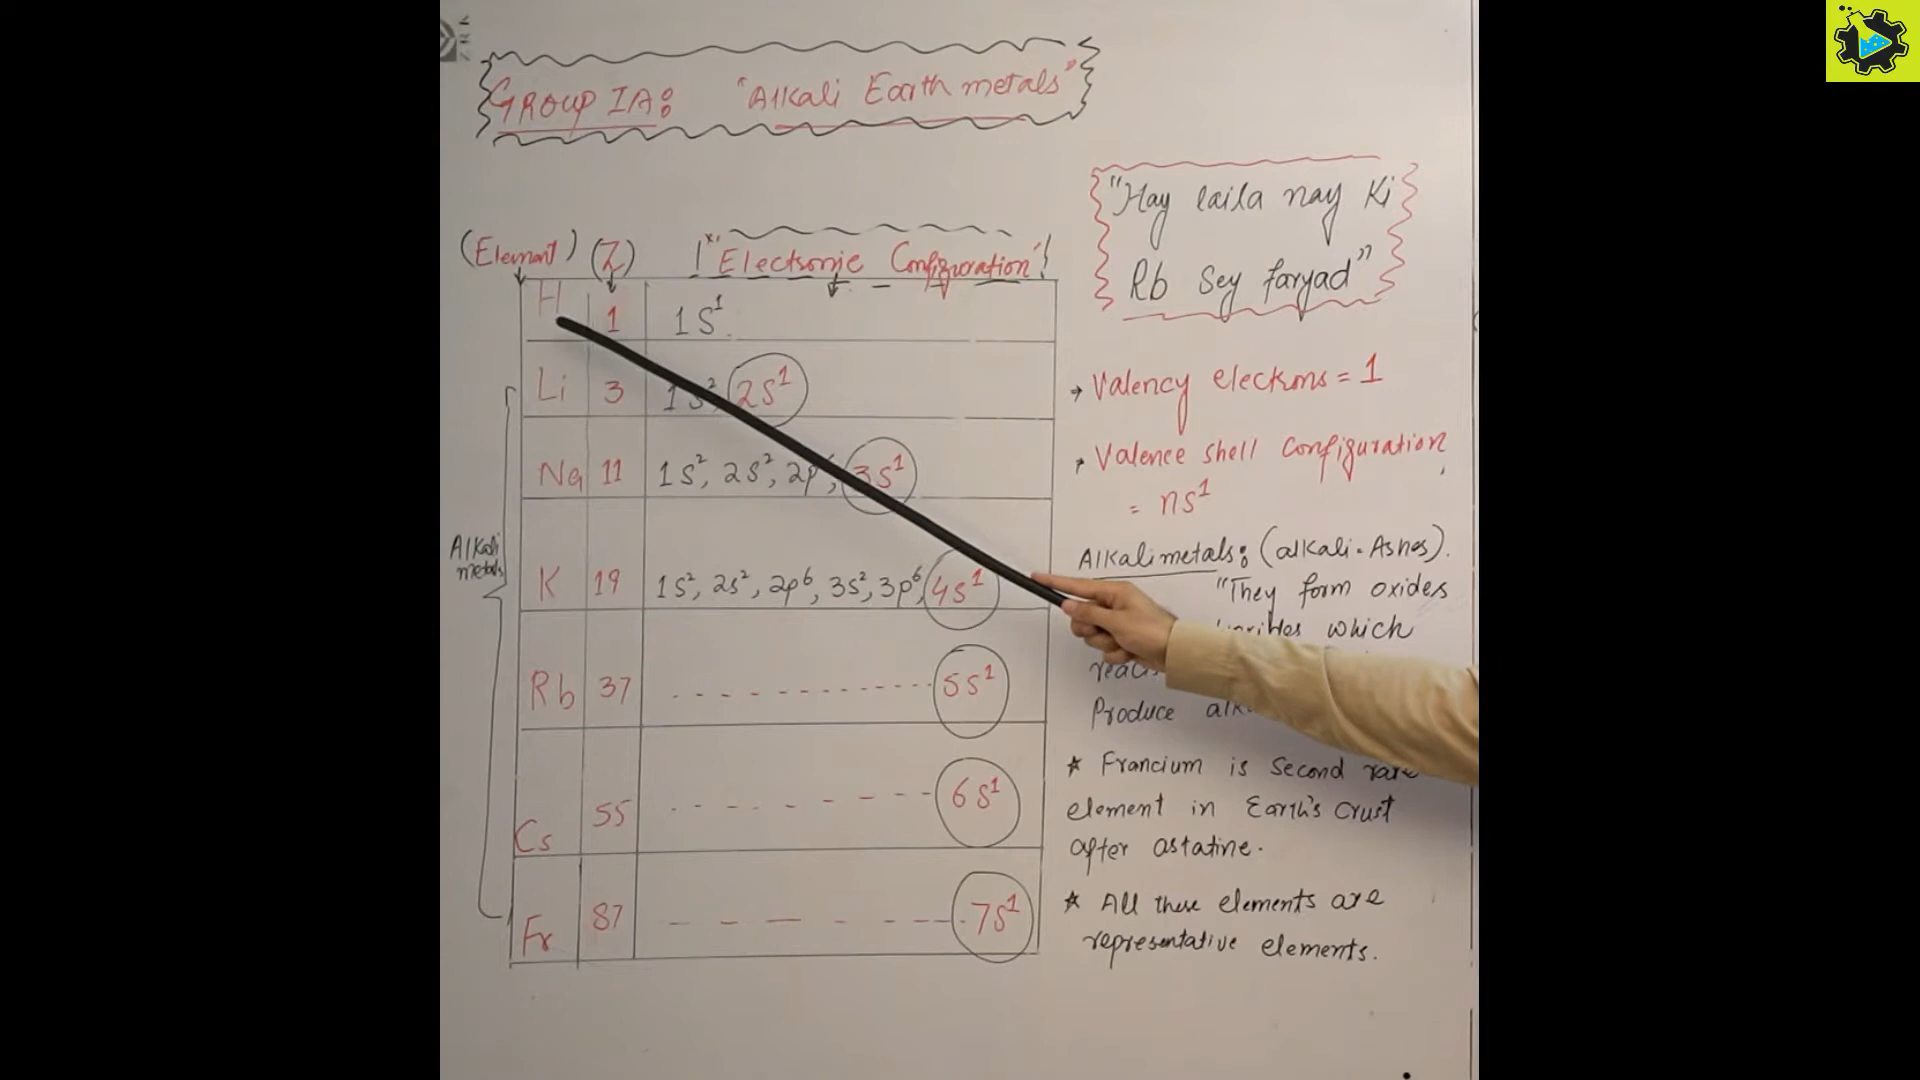 GROUP IA: "Alkali Earth metals"
"Hay laila nay Ki
Rb Sey faryad"
(Element) (Z) "Electronic Configuration"
H 1 1S¹
Li 3 1S², 2S¹
Na 11 1S², 2S², 2p⁶, 3S¹
K 19 1S², 2S², 2p⁶, 3S², 3p⁶, 4S¹
Rb 37 - - - - - - - - - - - - 5S¹
Cs 55 - - - - - - - 6S¹
Fr 87 - - - - - - 7S¹
Alkali
metals
→ Valency electrons = 1
→ Valence shell Configuration
= nS¹
Alkali metals: (alkali = Ashes).
"They form oxides
which
Produce
* Francium is Second rare
element in Earth's Crust
after astatine.
* All these elements are
representative elements.